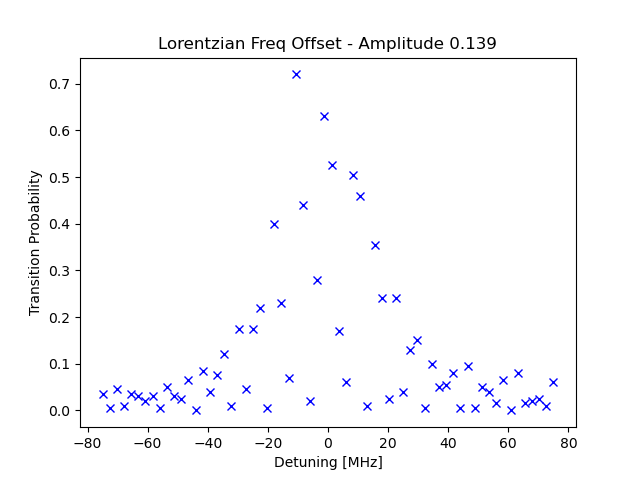 Lorentzian Freq Offset - Amplitude 0.139
Transition Probability
0.7
0.6
0.5
0.4
0.3
0.2
0.1
0.0
−80 −60 −40 −20 0 20 40 60 80
Detuning [MHz]